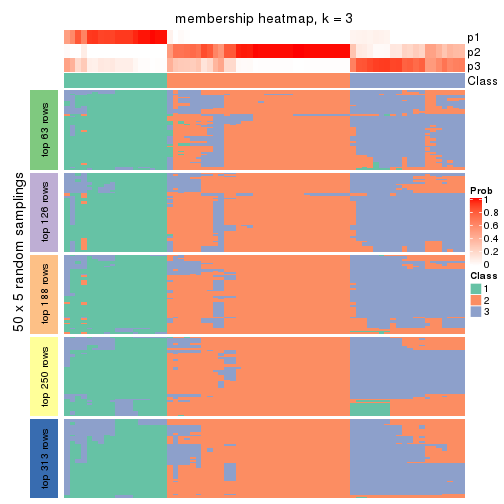 membership heatmap, k = 3
p1
p2
p3
Class
50 x 5 random samplings
top 63 rows
top 126 rows
top 188 rows
top 250 rows
top 313 rows
Prob
1
0.8
0.6
0.4
0.2
0
Class
1
2
3